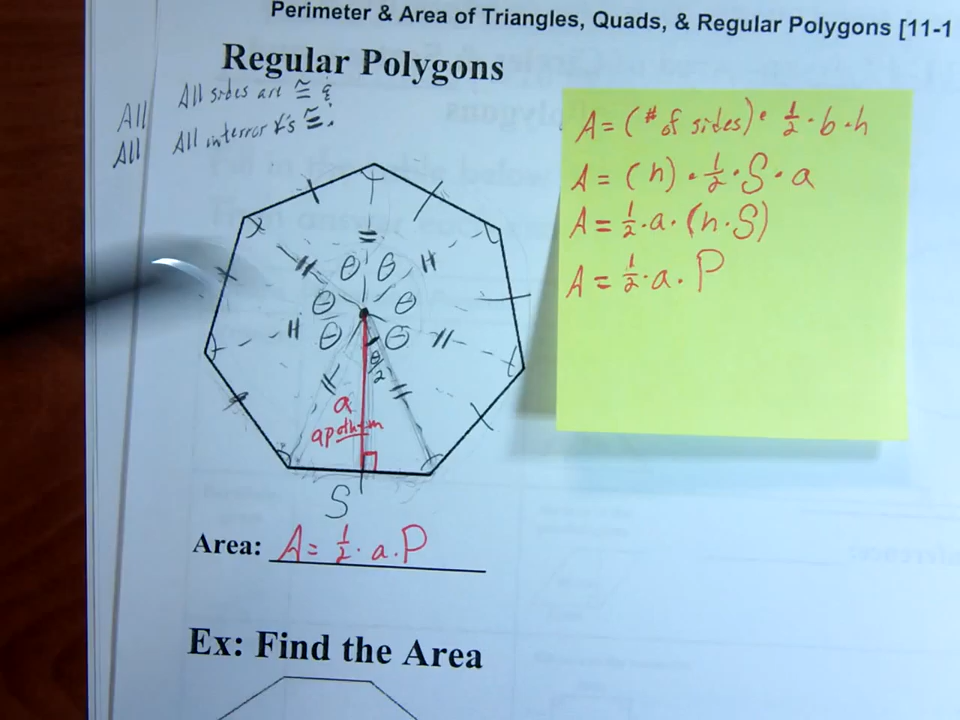 Perimeter & Area of Triangles, Quads, & Regular Polygons [11-1
Regular Polygons
All All sides are ≅ &
All All interior ∡'s ≅.
A = (# of sides) • 1/2 • b • h
A = (n) • 1/2 • S • a
A = 1/2 • a • (n • S)
A = 1/2 • a • P
θ θ
θ θ
θ θ
θ/2
a
apothem
S
Area: A = 1/2 • a • P
Ex: Find the Area